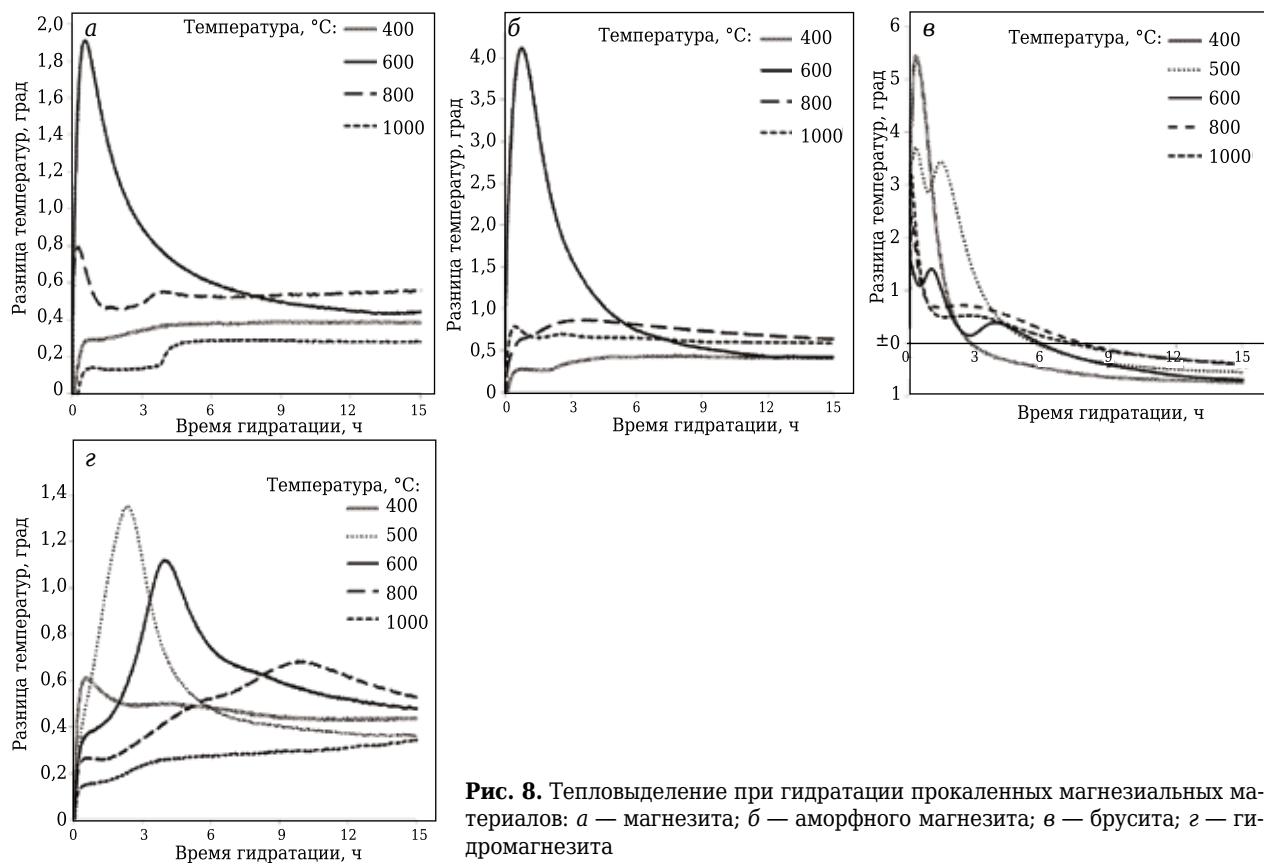 а
Температура, °С:
400
600
800
1000
Разница температур, град
2,0
1,8
1,6
1,4
1,2
1,0
0,8
0,6
0,4
0,2
0
0 3 6 9 12 15
Время гидратации, ч
б
Температура, °С:
400
600
800
1000
Разница температур, град
4,0
3,5
3,0
2,5
2,0
1,5
1,0
0,5
0
0 3 6 9 12 15
Время гидратации, ч
в
Температура, °С:
400
500
600
800
1000
Разница температур, град
6
5
4
3
2
1
±0
1
0 3 6 9 12 15
Время гидратации, ч
г
Температура, °С:
400
500
600
800
1000
Разница температур, град
1,4
1,2
1,0
0,8
0,6
0,4
0,2
0
0 3 6 9 12 15
Время гидратации, ч
Рис. 8. Тепловыделение при гидратации прокаленных магнезиальных ма-
териалов: а — магнезита; б — аморфного магнезита; в — брусита; г — ги-
дромагнезита